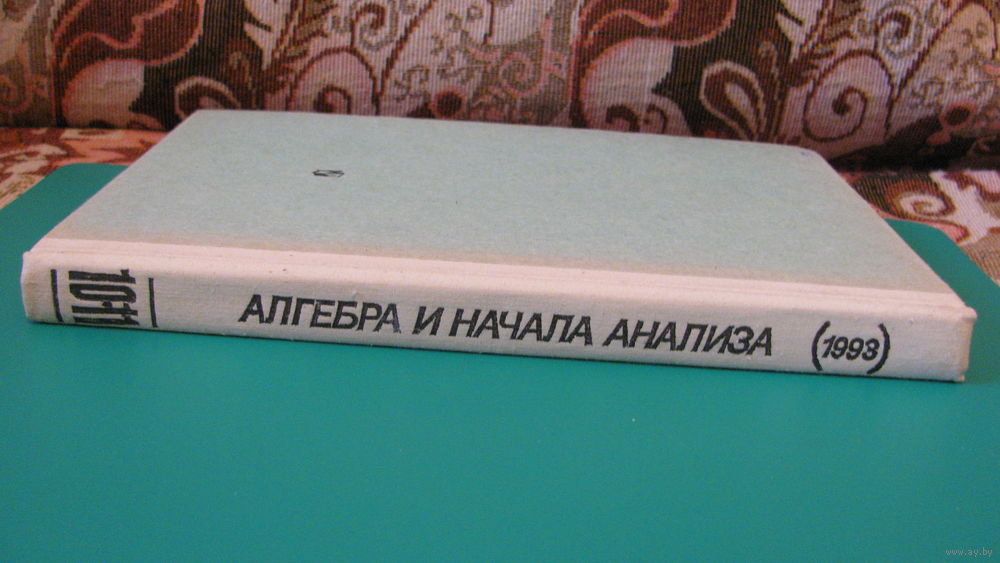 10-11
АЛГЕБРА И НАЧАЛА АНАЛИЗА (1993)
www.ay.by